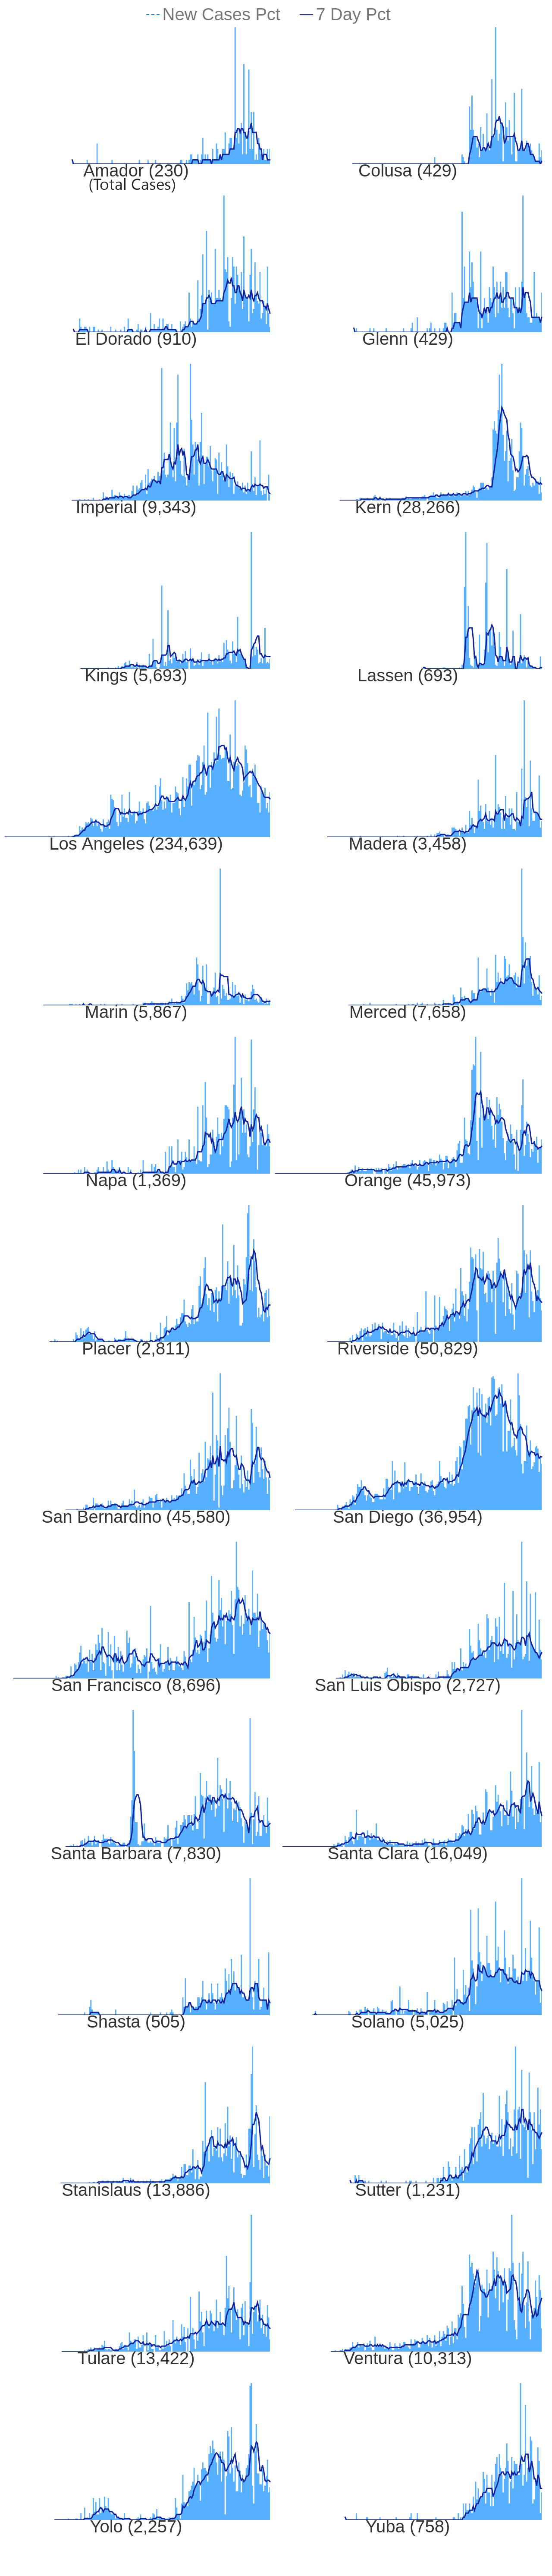 New Cases Pct 7 Day Pct
Amador (230) Colusa (429)
(Total Cases)
El Dorado (910) Glenn (429)
Imperial (9,343) Kern (28,266)
Kings (5,693) Lassen (693)
Los Angeles (234,639) Madera (3,458)
Marin (5,867) Merced (7,658)
Napa (1,369) Orange (45,973)
Placer (2,811) Riverside (50,829)
San Bernardino (45,580) San Diego (36,954)
San Francisco (8,696) San Luis Obispo (2,727)
Santa Barbara (7,830) Santa Clara (16,049)
Shasta (505) Solano (5,025)
Stanislaus (13,886) Sutter (1,231)
Tulare (13,422) Ventura (10,313)
Yolo (2,257) Yuba (758)